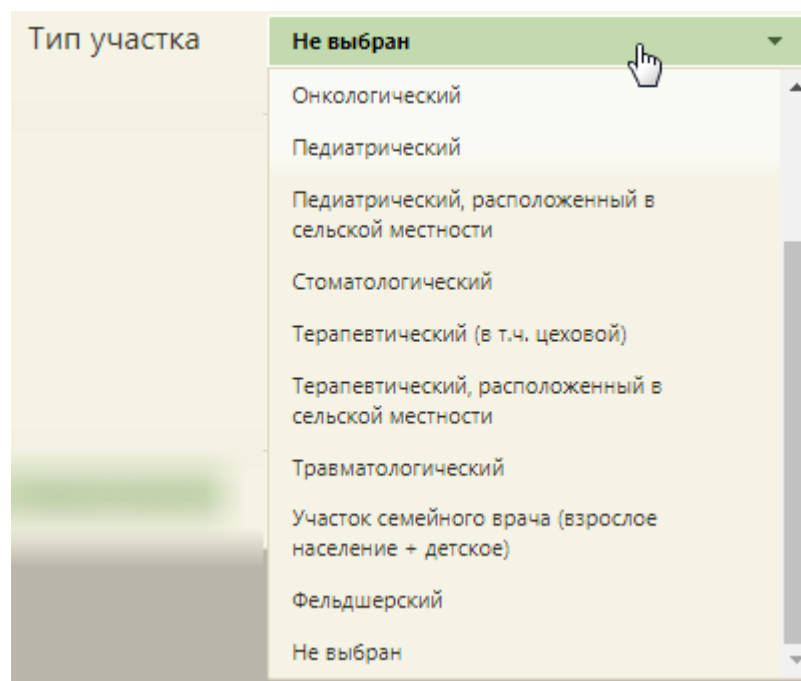 Тип участка
Не выбран
Онкологический
Педиатрический
Педиатрический, расположенный в
сельской местности
Стоматологический
Терапевтический (в т.ч. цеховой)
Терапевтический, расположенный в
сельской местности
Травматологический
Участок семейного врача (взрослое
население + детское)
Фельдшерский
Не выбран